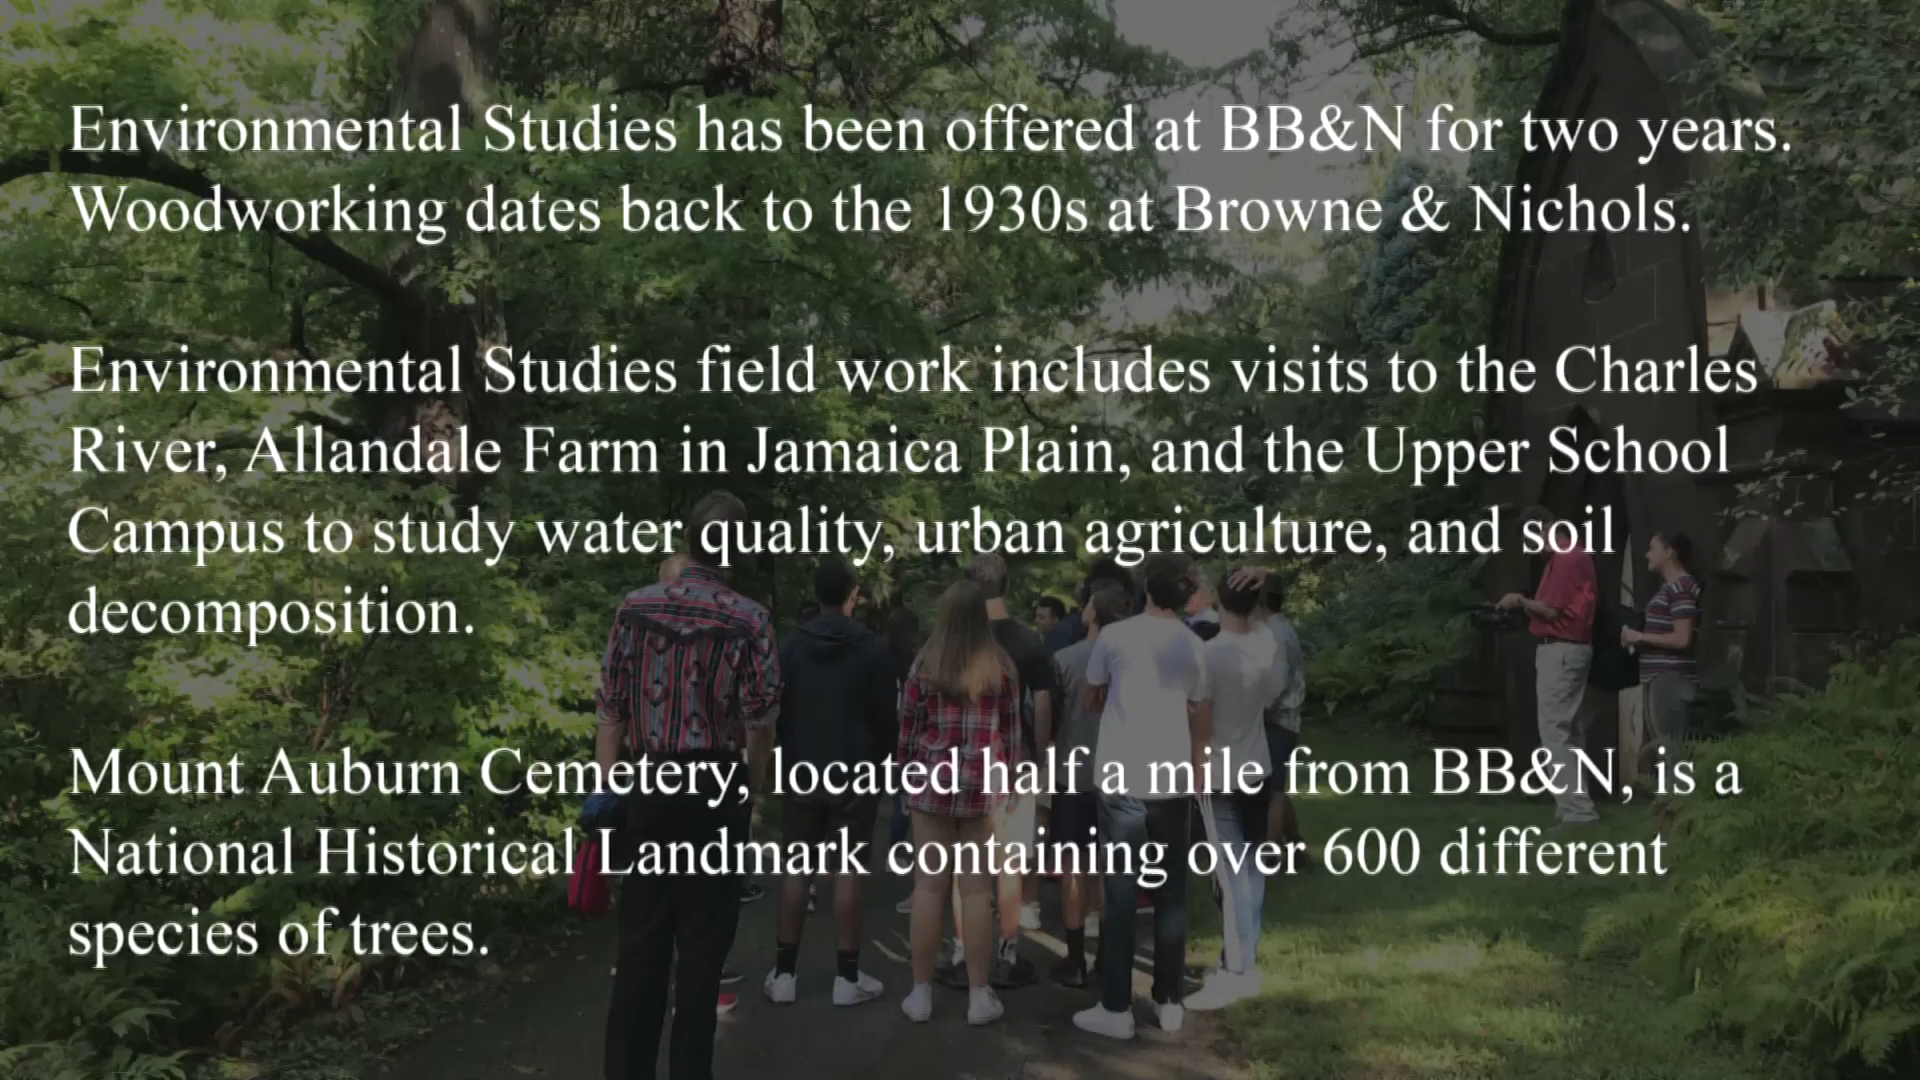 Environmental Studies has been offered at BB&N for two years.
Woodworking dates back to the 1930s at Browne & Nichols.
Environmental Studies field work includes visits to the Charles
River, Allandale Farm in Jamaica Plain, and the Upper School
Campus to study water quality, urban agriculture, and soil
decomposition.
Mount Auburn Cemetery, located half a mile from BB&N, is a
National Historical Landmark containing over 600 different
species of trees.